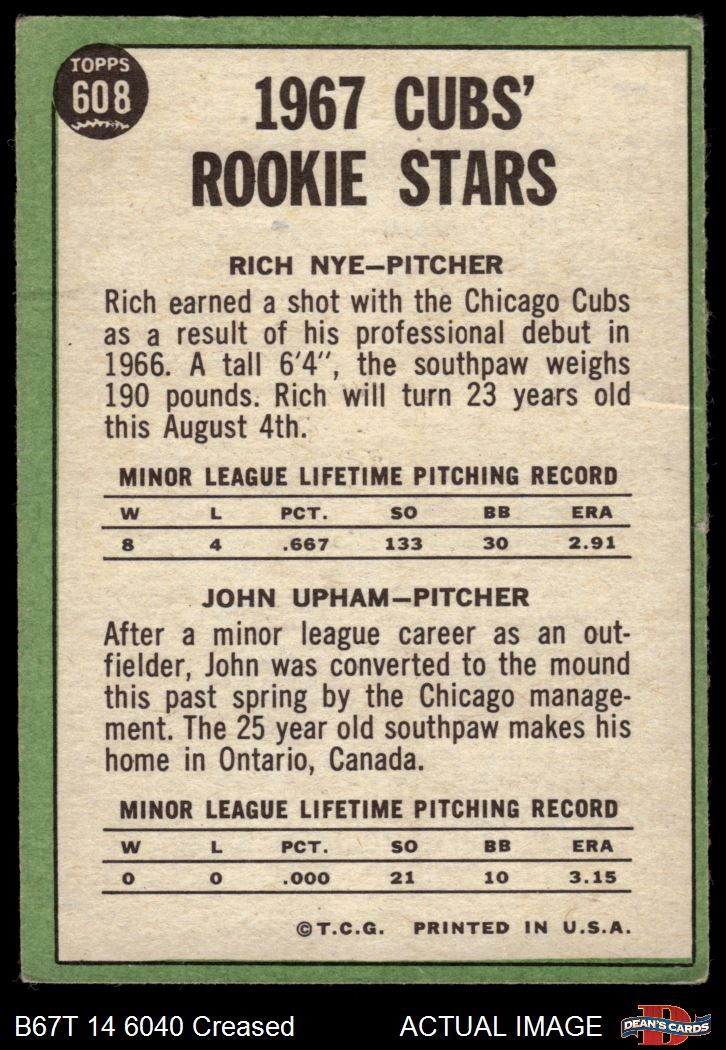 TOPPS
608
1967 CUBS'
ROOKIE STARS
RICH NYE—PITCHER
Rich earned a shot with the Chicago Cubs
as a result of his professional debut in
1966. A tall 6'4", the southpaw weighs
190 pounds. Rich will turn 23 years old
this August 4th.
MINOR LEAGUE LIFETIME PITCHING RECORD
W L PCT. SO BB ERA
8 4 .667 133 30 2.91
JOHN UPHAM—PITCHER
After a minor league career as an out-
fielder, John was converted to the mound
this past spring by the Chicago manage-
ment. The 25 year old southpaw makes his
home in Ontario, Canada.
MINOR LEAGUE LIFETIME PITCHING RECORD
W L PCT. SO BB ERA
0 0 .000 21 10 3.15
©T.C.G. PRINTED IN U.S.A.
B67T 14 6040 Creased ACTUAL IMAGE
D
DEAN'S CARDS